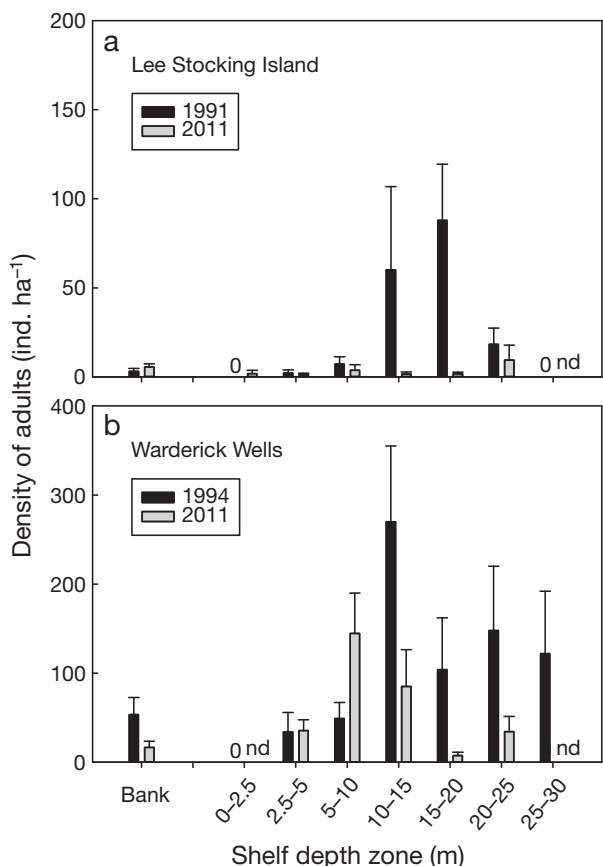 200
a
Lee Stocking Island
150
1991
2011
100
50
0 nd
0
0
400
b
Warderick Wells
300
1994
2011
200
100
0 nd
nd
0
Density of adults (ind. ha⁻¹)
Bank
0–2.5
2.5–5
5–10
10–15
15–20
20–25
25–30
Shelf depth zone (m)